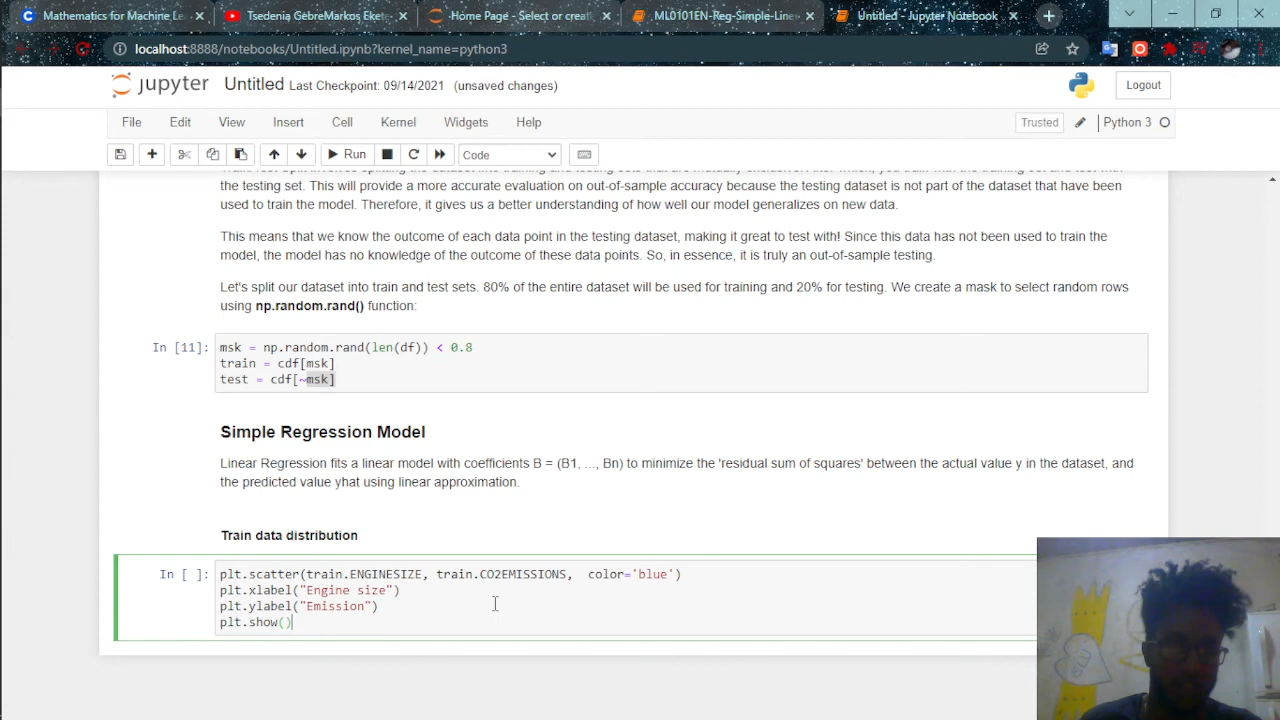 Mathematics for Machine Le
Tsedenia GebreMarkos Eket
Home Page - Select or creat
ML0101EN-Reg-Simple-Line
Untitled - Jupyter Notebook
localhost:8888/notebooks/Untitled.ipynb?kernel_name=python3
jupyter
Untitled Last Checkpoint: 09/14/2021 (unsaved changes)
Logout
File Edit View Insert Cell Kernel Widgets Help
Trusted
Python 3
Run
Code
the testing set. This will provide a more accurate evaluation on out-of-sample accuracy because the testing dataset is not part of the dataset that have been
used to train the model. Therefore, it gives us a better understanding of how well our model generalizes on new data.
This means that we know the outcome of each data point in the testing dataset, making it great to test with! Since this data has not been used to train the
model, the model has no knowledge of the outcome of these data points. So, in essence, it is truly an out-of-sample testing.
Let's split our dataset into train and test sets. 80% of the entire dataset will be used for training and 20% for testing. We create a mask to select random rows
using np.random.rand() function:
In [11]: msk = np.random.rand(len(df)) < 0.8
train = cdf[msk]
test = cdf[~msk]
Simple Regression Model
Linear Regression fits a linear model with coefficients B = (B1, ..., Bn) to minimize the 'residual sum of squares' between the actual value y in the dataset, and
the predicted value yhat using linear approximation.
Train data distribution
In [ ]: plt.scatter(train.ENGINESIZE, train.CO2EMISSIONS,  color='blue')
plt.xlabel("Engine size")
plt.ylabel("Emission")
plt.show()